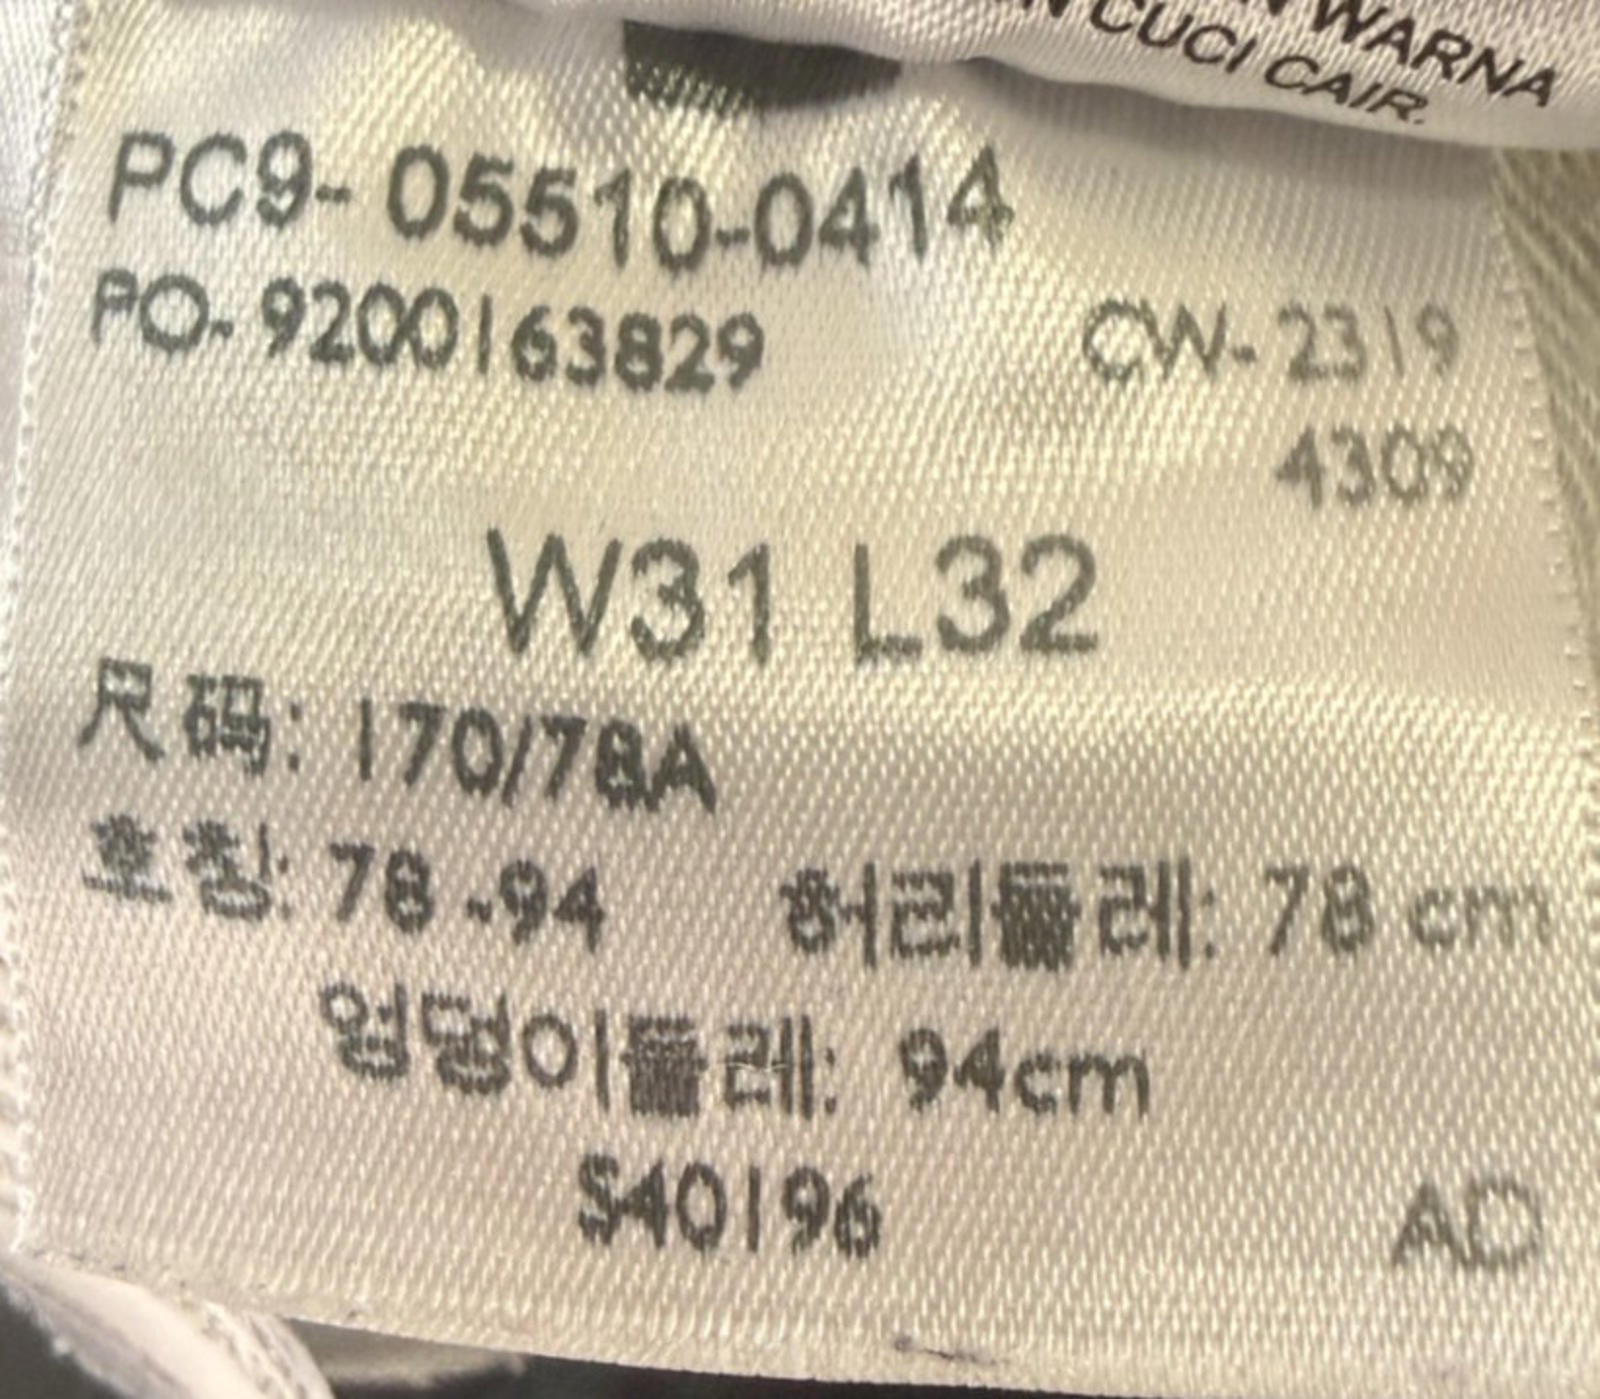 WARNA
CUCI CAIR.
PC9- 05510-0414
PO- 9200163829 CW- 2319
4309
W31 L32
尺码: 170/78A
호칭: 78 -94 허리둘레: 78 cm
엉덩이둘레: 94cm
S40196 AD